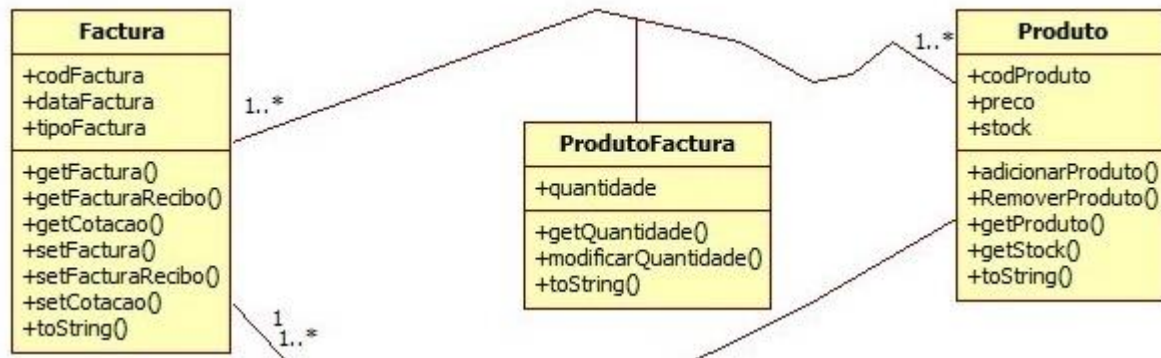 Factura
+codFactura
+dataFactura
+tipoFactura
+getFactura()
+getFacturaRecibo()
+getCotacao()
+setFactura()
+setFacturaRecibo()
+setCotacao()
+toString()
1..*
1
1..*
ProdutoFactura
+quantidade
+getQuantidade()
+modificarQuantidade()
+toString()
1..*
Produto
+codProduto
+preco
+stock
+adicionarProduto()
+RemoverProduto()
+getProduto()
+getStock()
+toString()